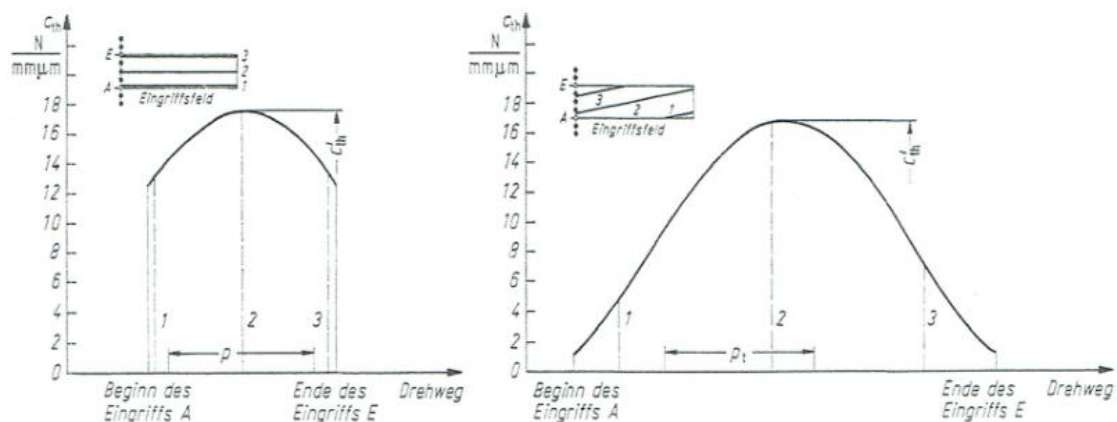 c_th
N
mmµm
E
3
2
A
1
Eingriffsfeld
18
16
14
12
10
8
6
4
2
0
c'_th
1
2
3
p
Beginn des
Eingriffs A
Ende des
Eingriffs E
Drehweg
c_th
N
mmµm
E
3
2
1
A
Eingriffsfeld
18
16
14
12
10
8
6
4
2
0
c'_th
1
2
3
p_t
Beginn des
Eingriffs A
Ende des
Eingriffs E
Drehweg